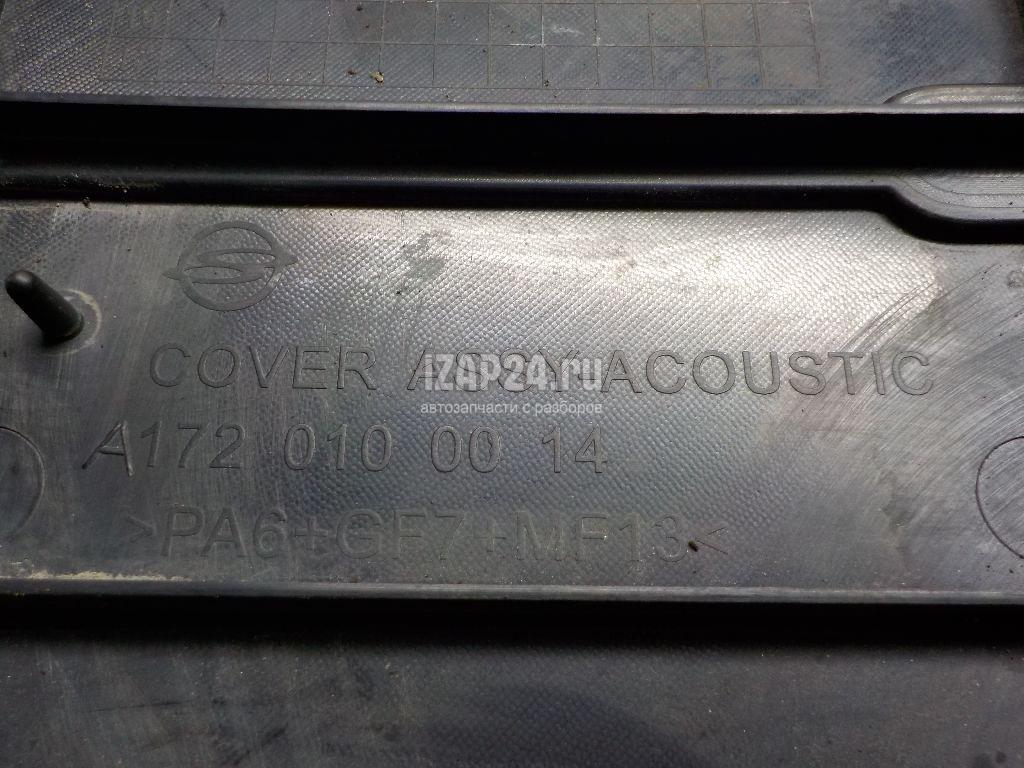 COVER ASSY ACOUSTIC
iZAP24.ru
автозапчасти с разборов
A172 010 00 14
>PA6+GF7+MF13<